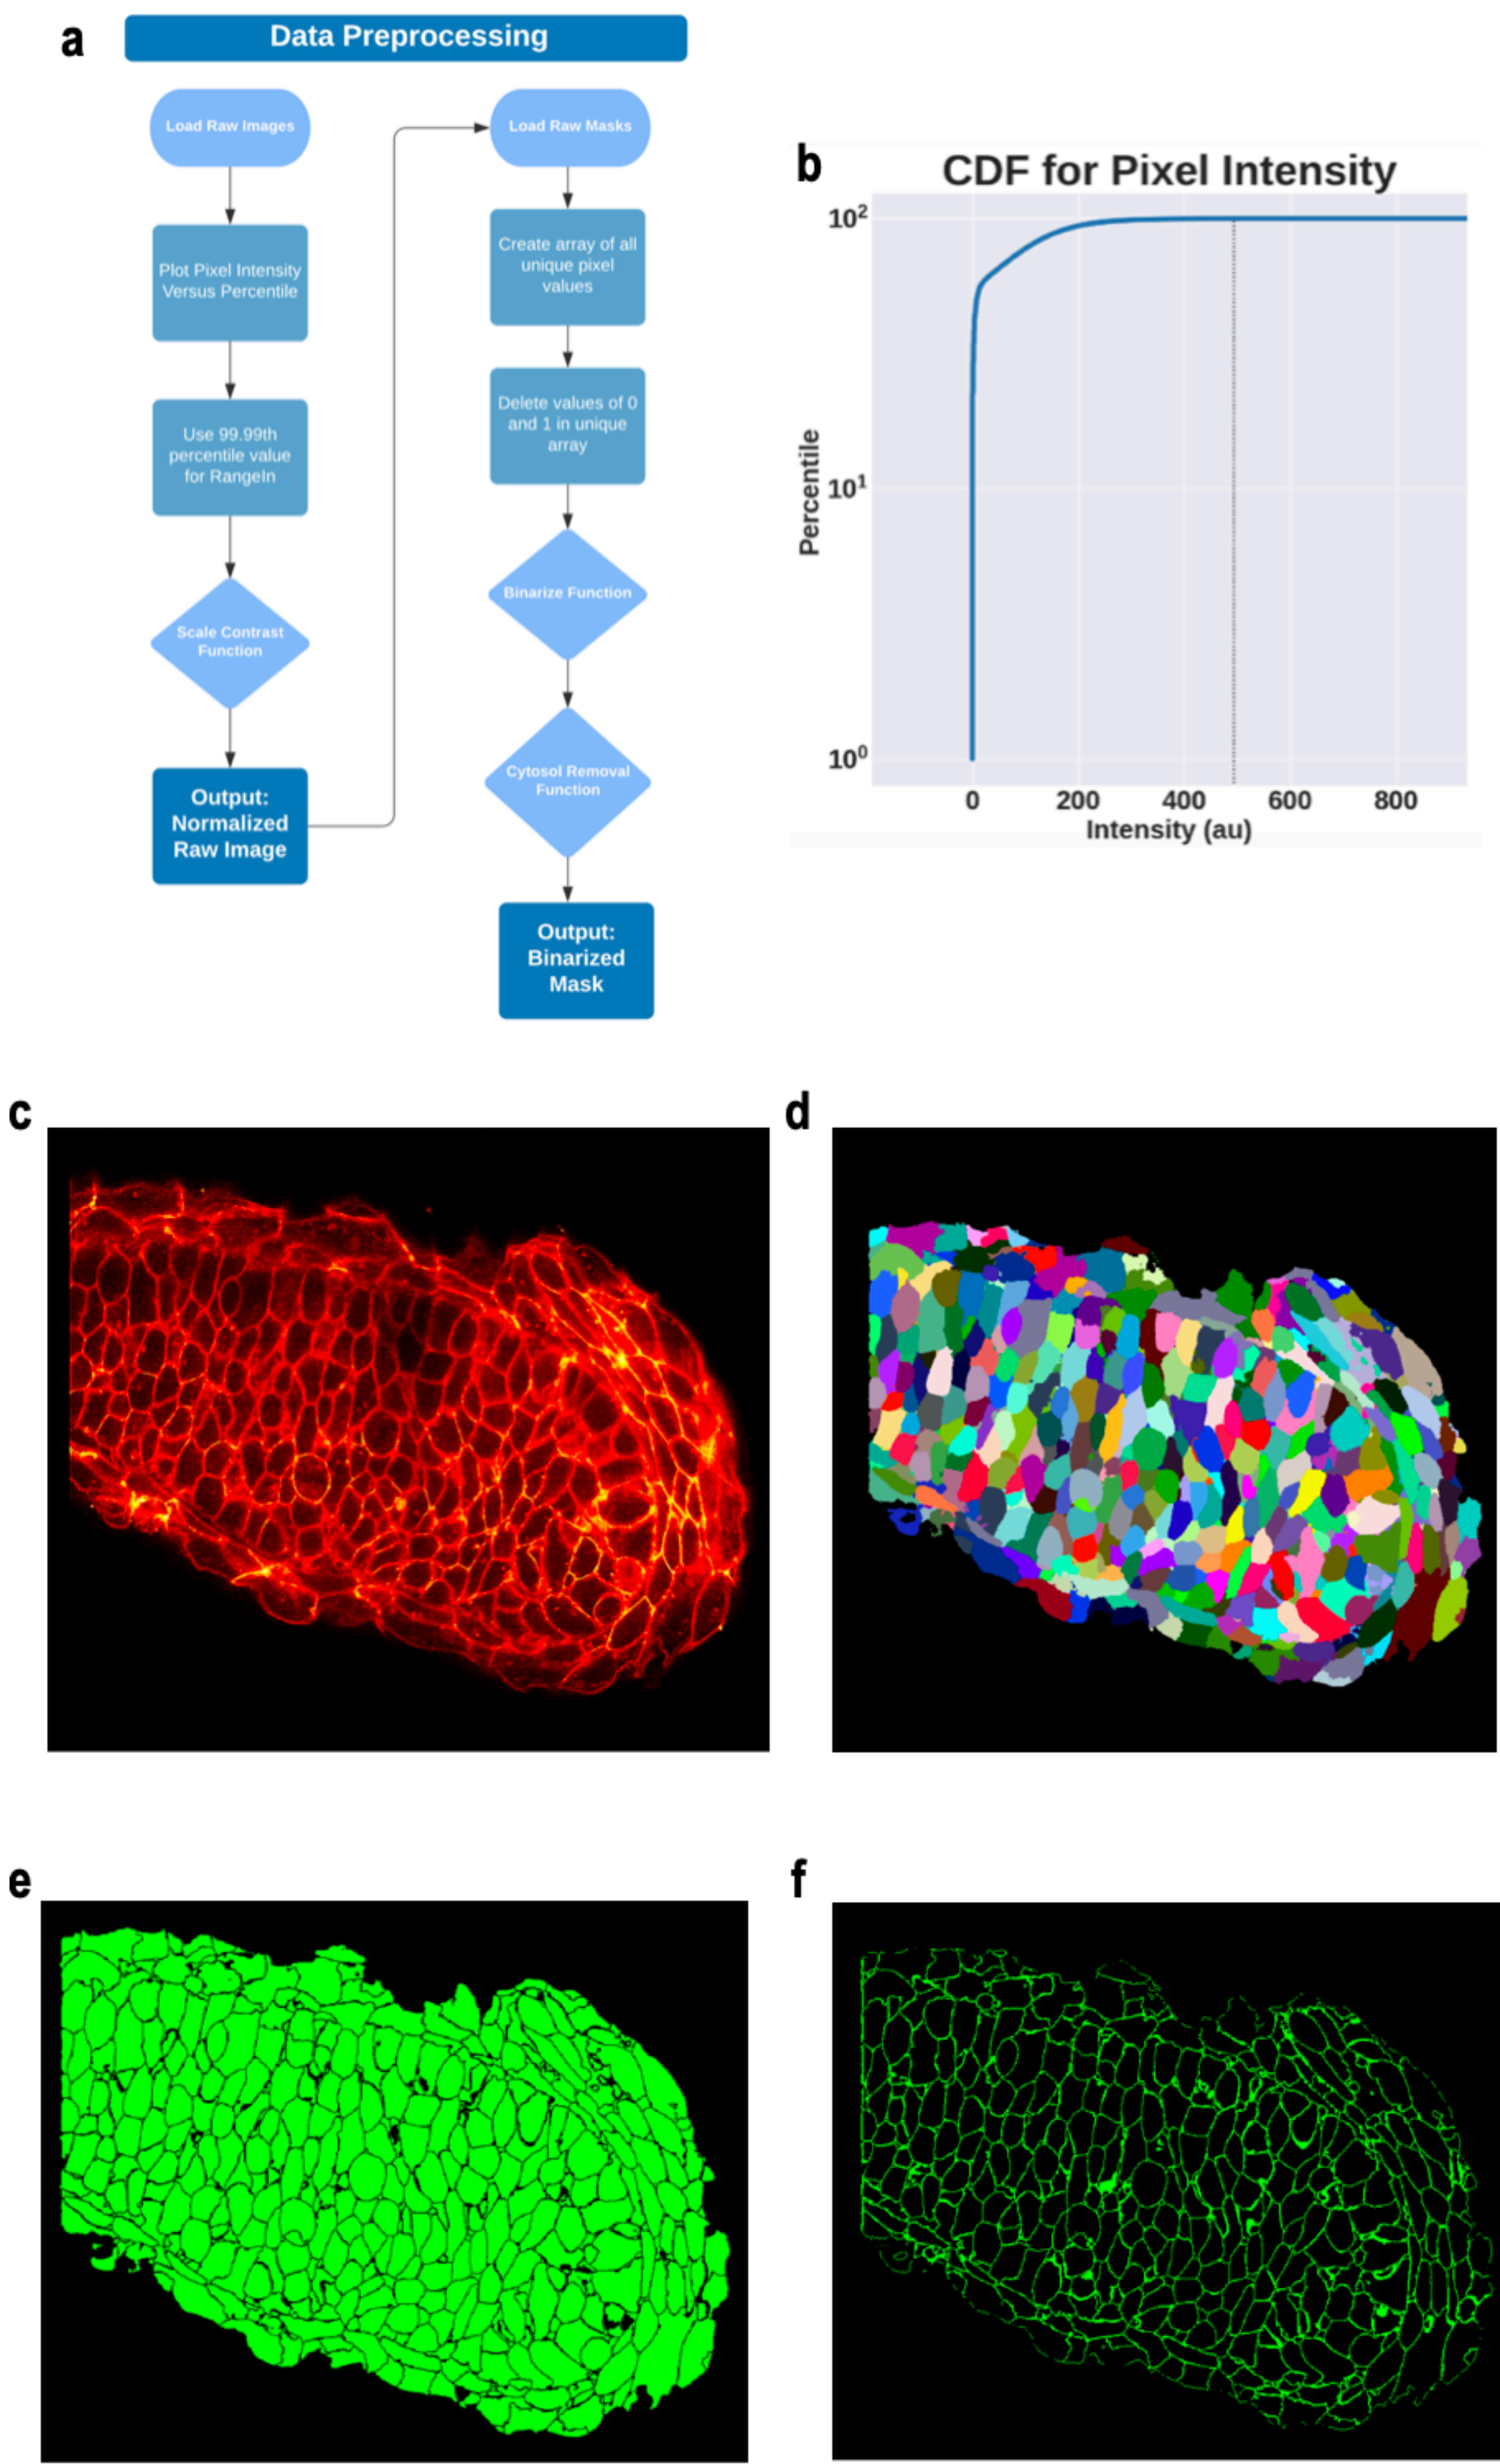 a
Data Preprocessing
Load Raw Images
Plot Pixel Intensity
Versus Percentile
Use 99.99th
percentile value
for RangeIn
Scale Contrast
Function
Output:
Normalized
Raw Image
Load Raw Masks
Create array of all
unique pixel
values
Delete values of 0
and 1 in unique
array
Binarize Function
Cytosol Removal
Function
Output:
Binarized
Mask
b
CDF for Pixel Intensity
Percentile
10²
10¹
10⁰
0 200 400 600 800
Intensity (au)
c
d
e
f